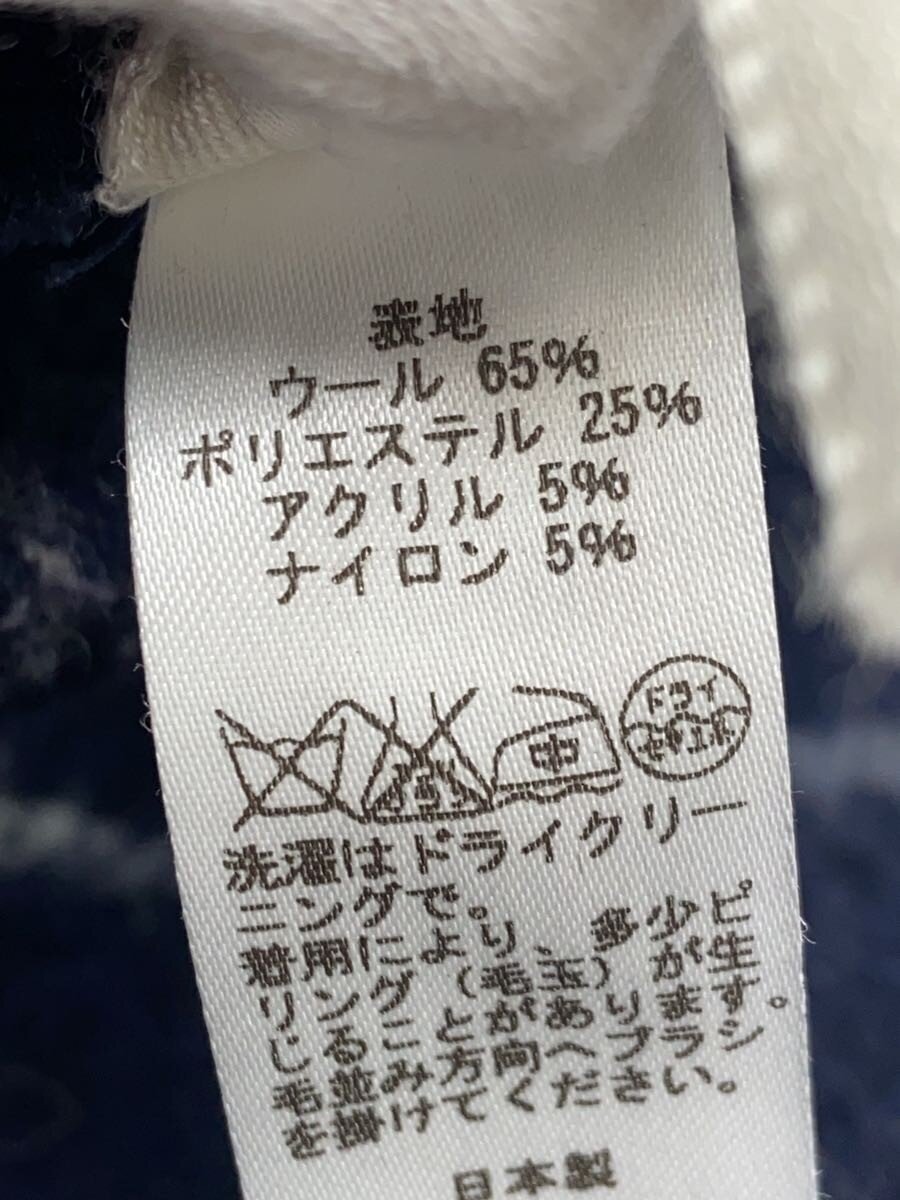 表地
ウール 65%
ポリエステル 25%
アクリル 5%
ナイロン 5%
中
ドライ
洗濯はドライクリー
ニングで。
着用により、多少ピ
リング(毛玉)が生
じることがあります。
毛並み方向へブラシ
を掛けてください。
日本製